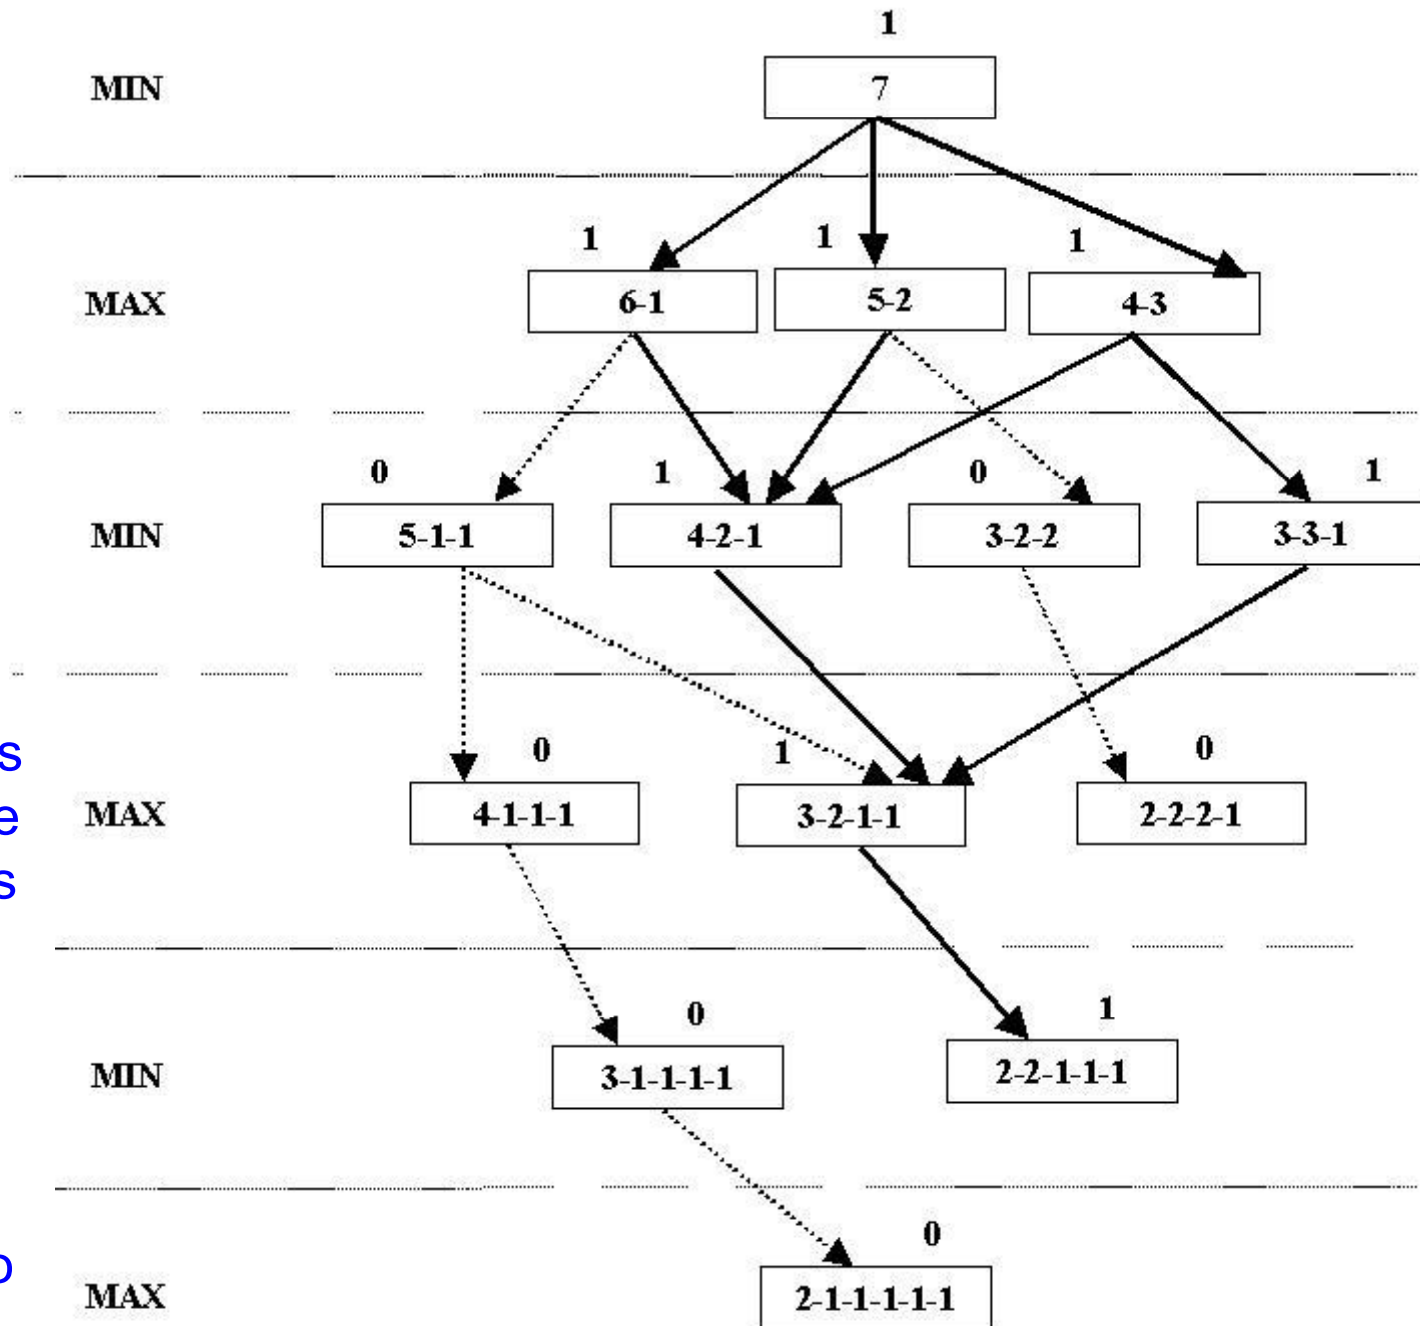 1
MIN 7
1 1 1
MAX 6-1 5-2 4-3
0 1 0 1
MIN 5-1-1 4-2-1 3-2-2 3-3-1
0 1 0
s
MAX 4-1-1-1 3-2-1-1 2-2-2-1
e
s
0 1
MIN 3-1-1-1-1 2-2-1-1-1
0
o
MAX 2-1-1-1-1-1